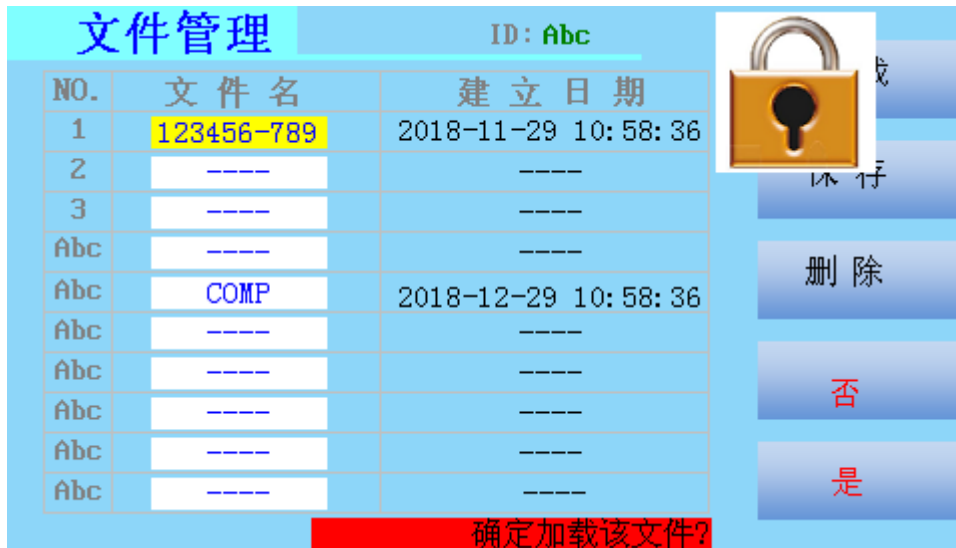 文件管理 ID: Abc
NO. 文件名 建立日期
1 123456-789 2018-11-29 10:58:36
2 ---- ----
3 ---- ----
Abc ---- ----
Abc COMP 2018-12-29 10:58:36
Abc ---- ----
Abc ---- ----
Abc ---- ----
Abc ---- ----
Abc ---- ----
保存
删除
否
是
确定加载该文件?